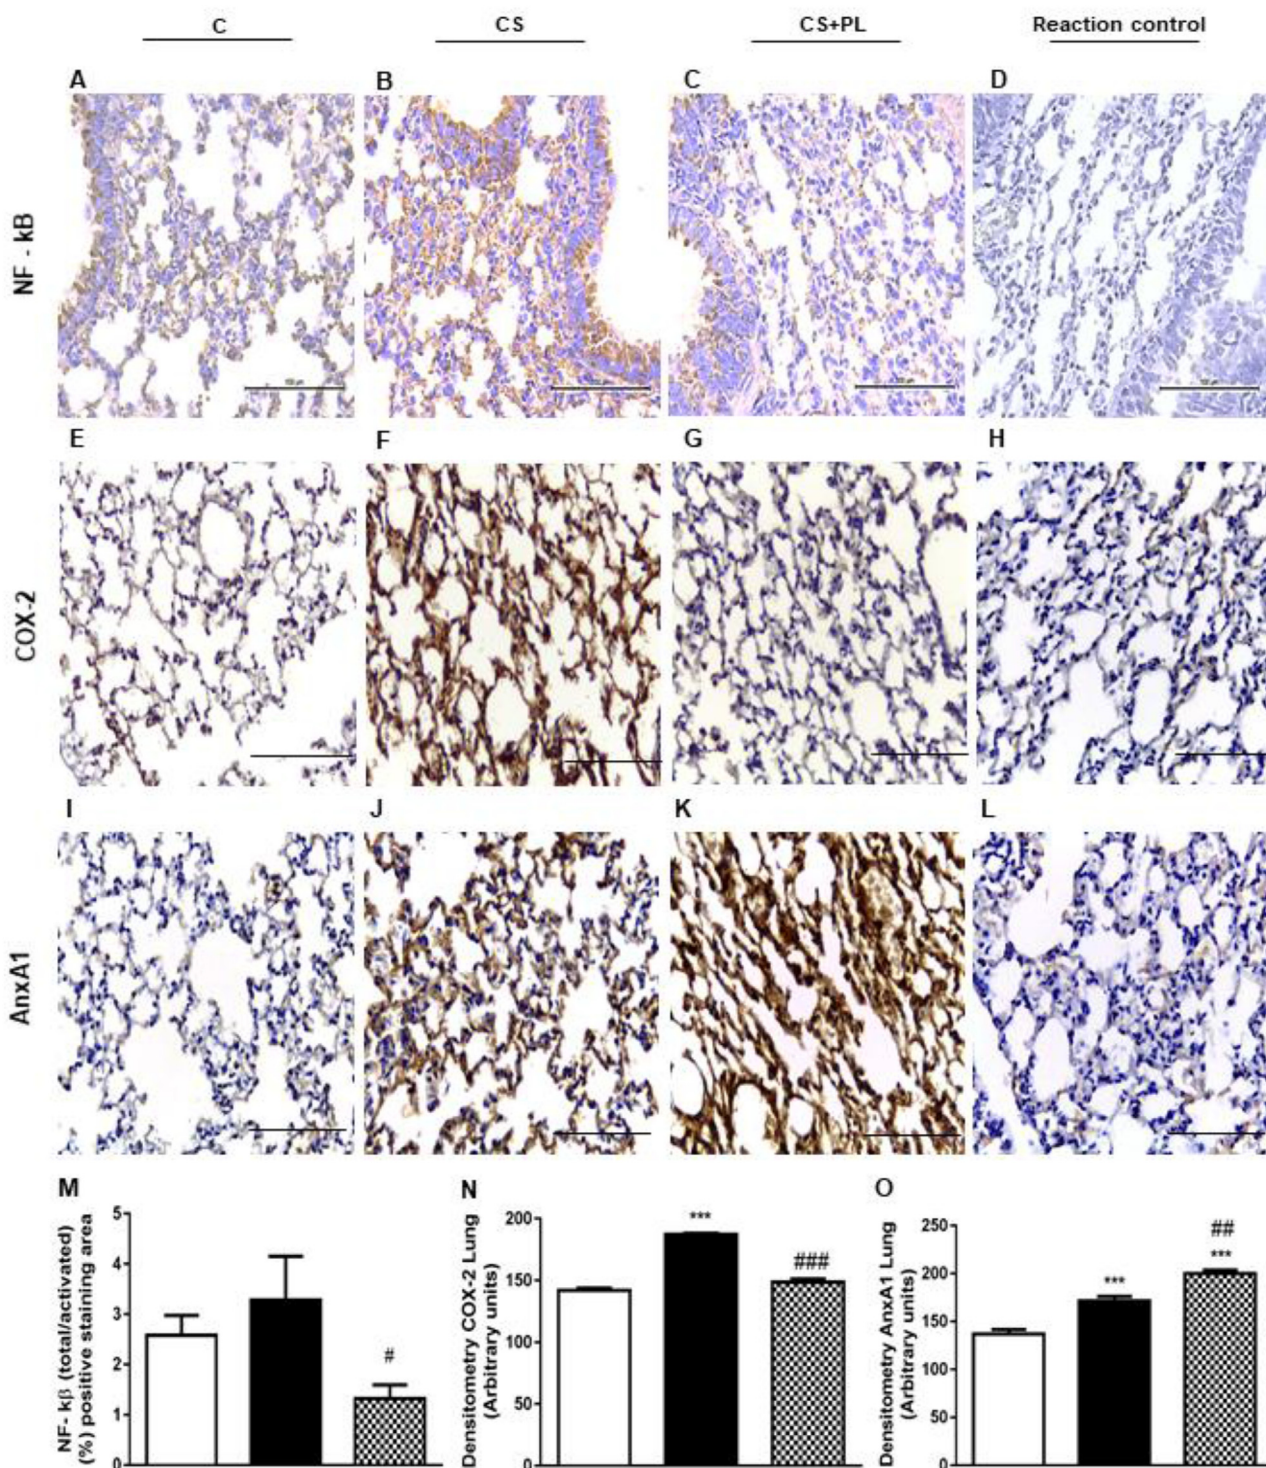 C
CS
CS+PL
Reaction control
A
B
C
D
NF - kB
E
F
G
H
COX-2
I
J
K
L
AnxA1
M
NF- kβ (total/activated)
(%) positive staining area
5
4
3
2
1
0
#
N
Densitometry COX-2 Lung
(Arbitrary units)
200
150
100
50
0
***
###
O
Densitometry AnxA1 Lung
(Arbitrary units)
250
200
150
100
50
0
***
##
***